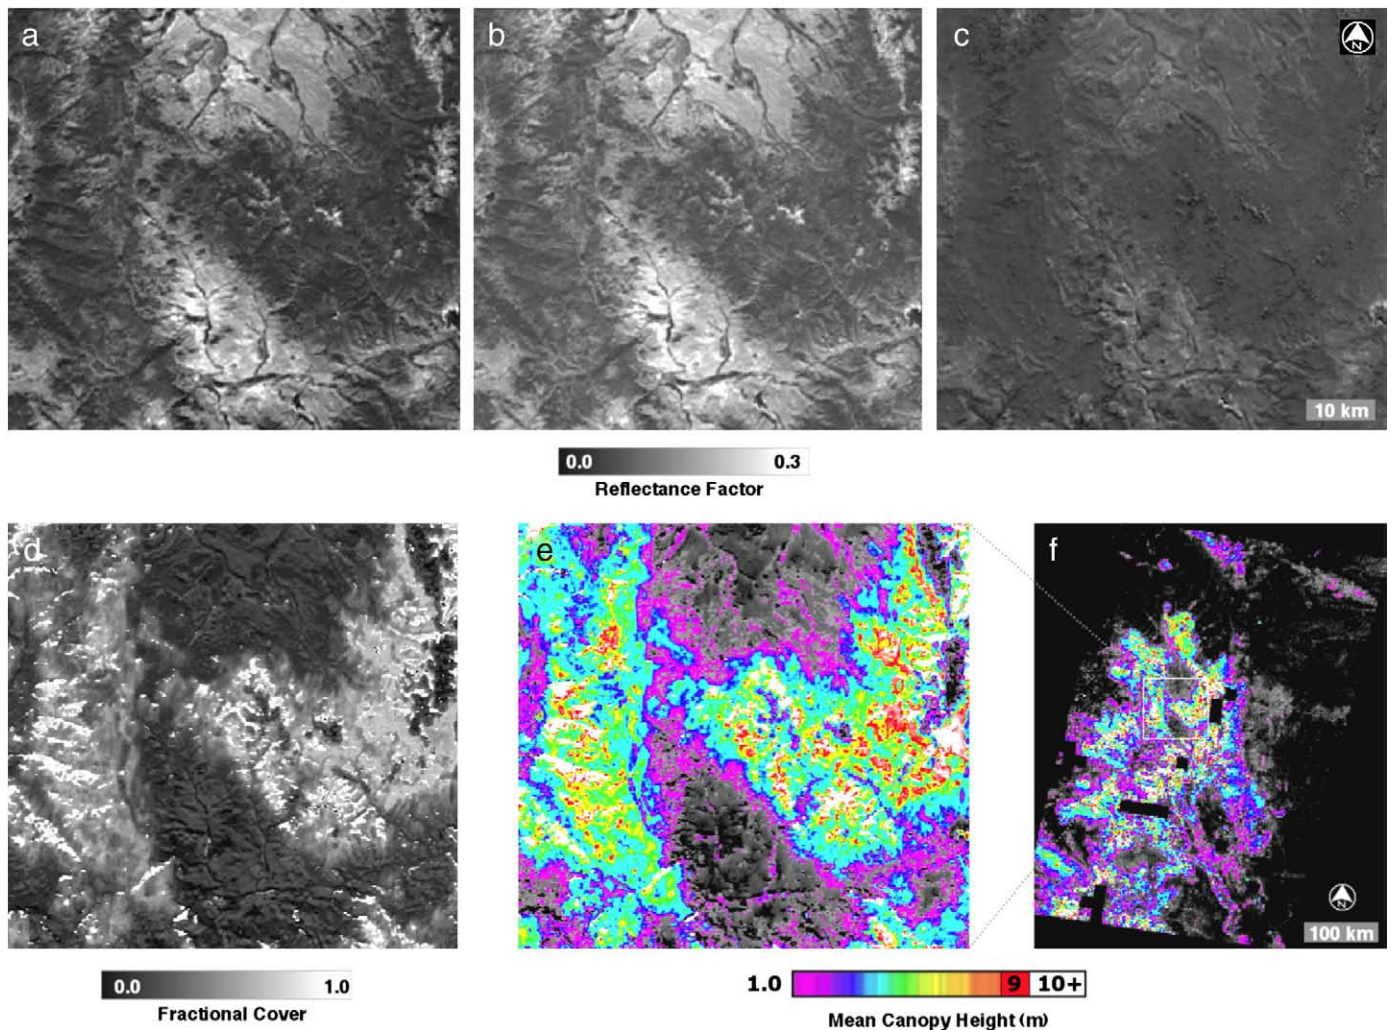 a
b
c
N
10 km
0.0 0.3
Reflectance Factor
d
e
f
N
100 km
0.0 1.0
Fractional Cover
1.0 9 10+
Mean Canopy Height (m)